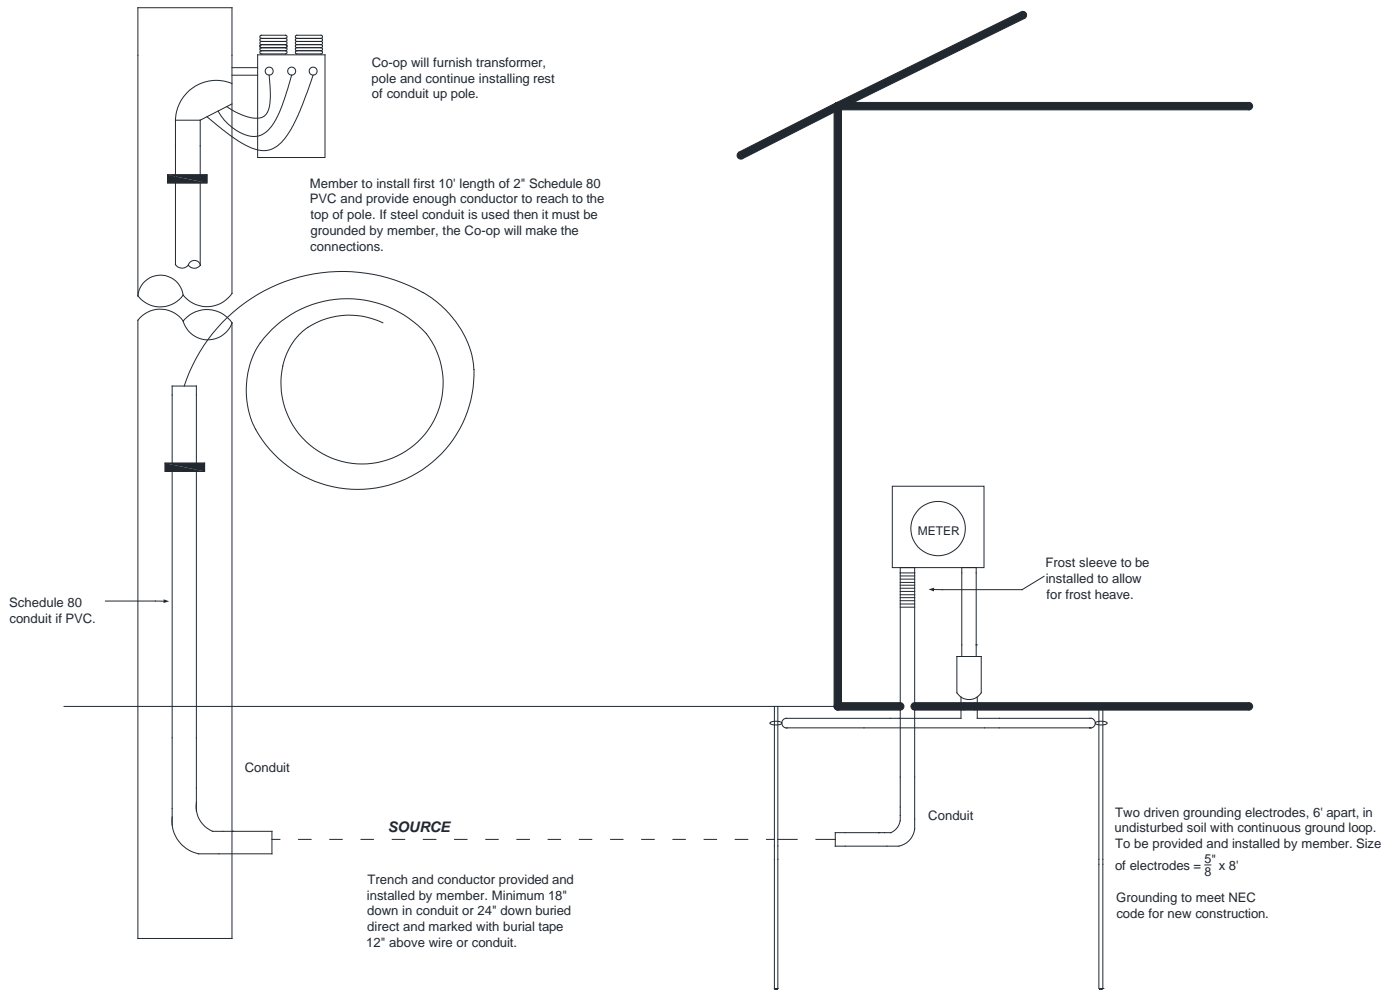 Co-op will furnish transformer,
pole and continue installing rest
of conduit up pole.
Member to install first 10' length of 2" Schedule 80
PVC and provide enough conductor to reach to the
top of pole. If steel conduit is used then it must be
grounded by member, the Co-op will make the
connections.
METER
Frost sleeve to be
installed to allow
for frost heave.
Schedule 80
conduit if PVC.
Conduit
SOURCE
Conduit
Trench and conductor provided and
installed by member. Minimum 18"
down in conduit or 24" down buried
direct and marked with burial tape
12" above wire or conduit.
Two driven grounding electrodes, 6' apart, in
undisturbed soil with continuous ground loop.
To be provided and installed by member. Size
of electrodes = 5/8" x 8'
Grounding to meet NEC
code for new construction.